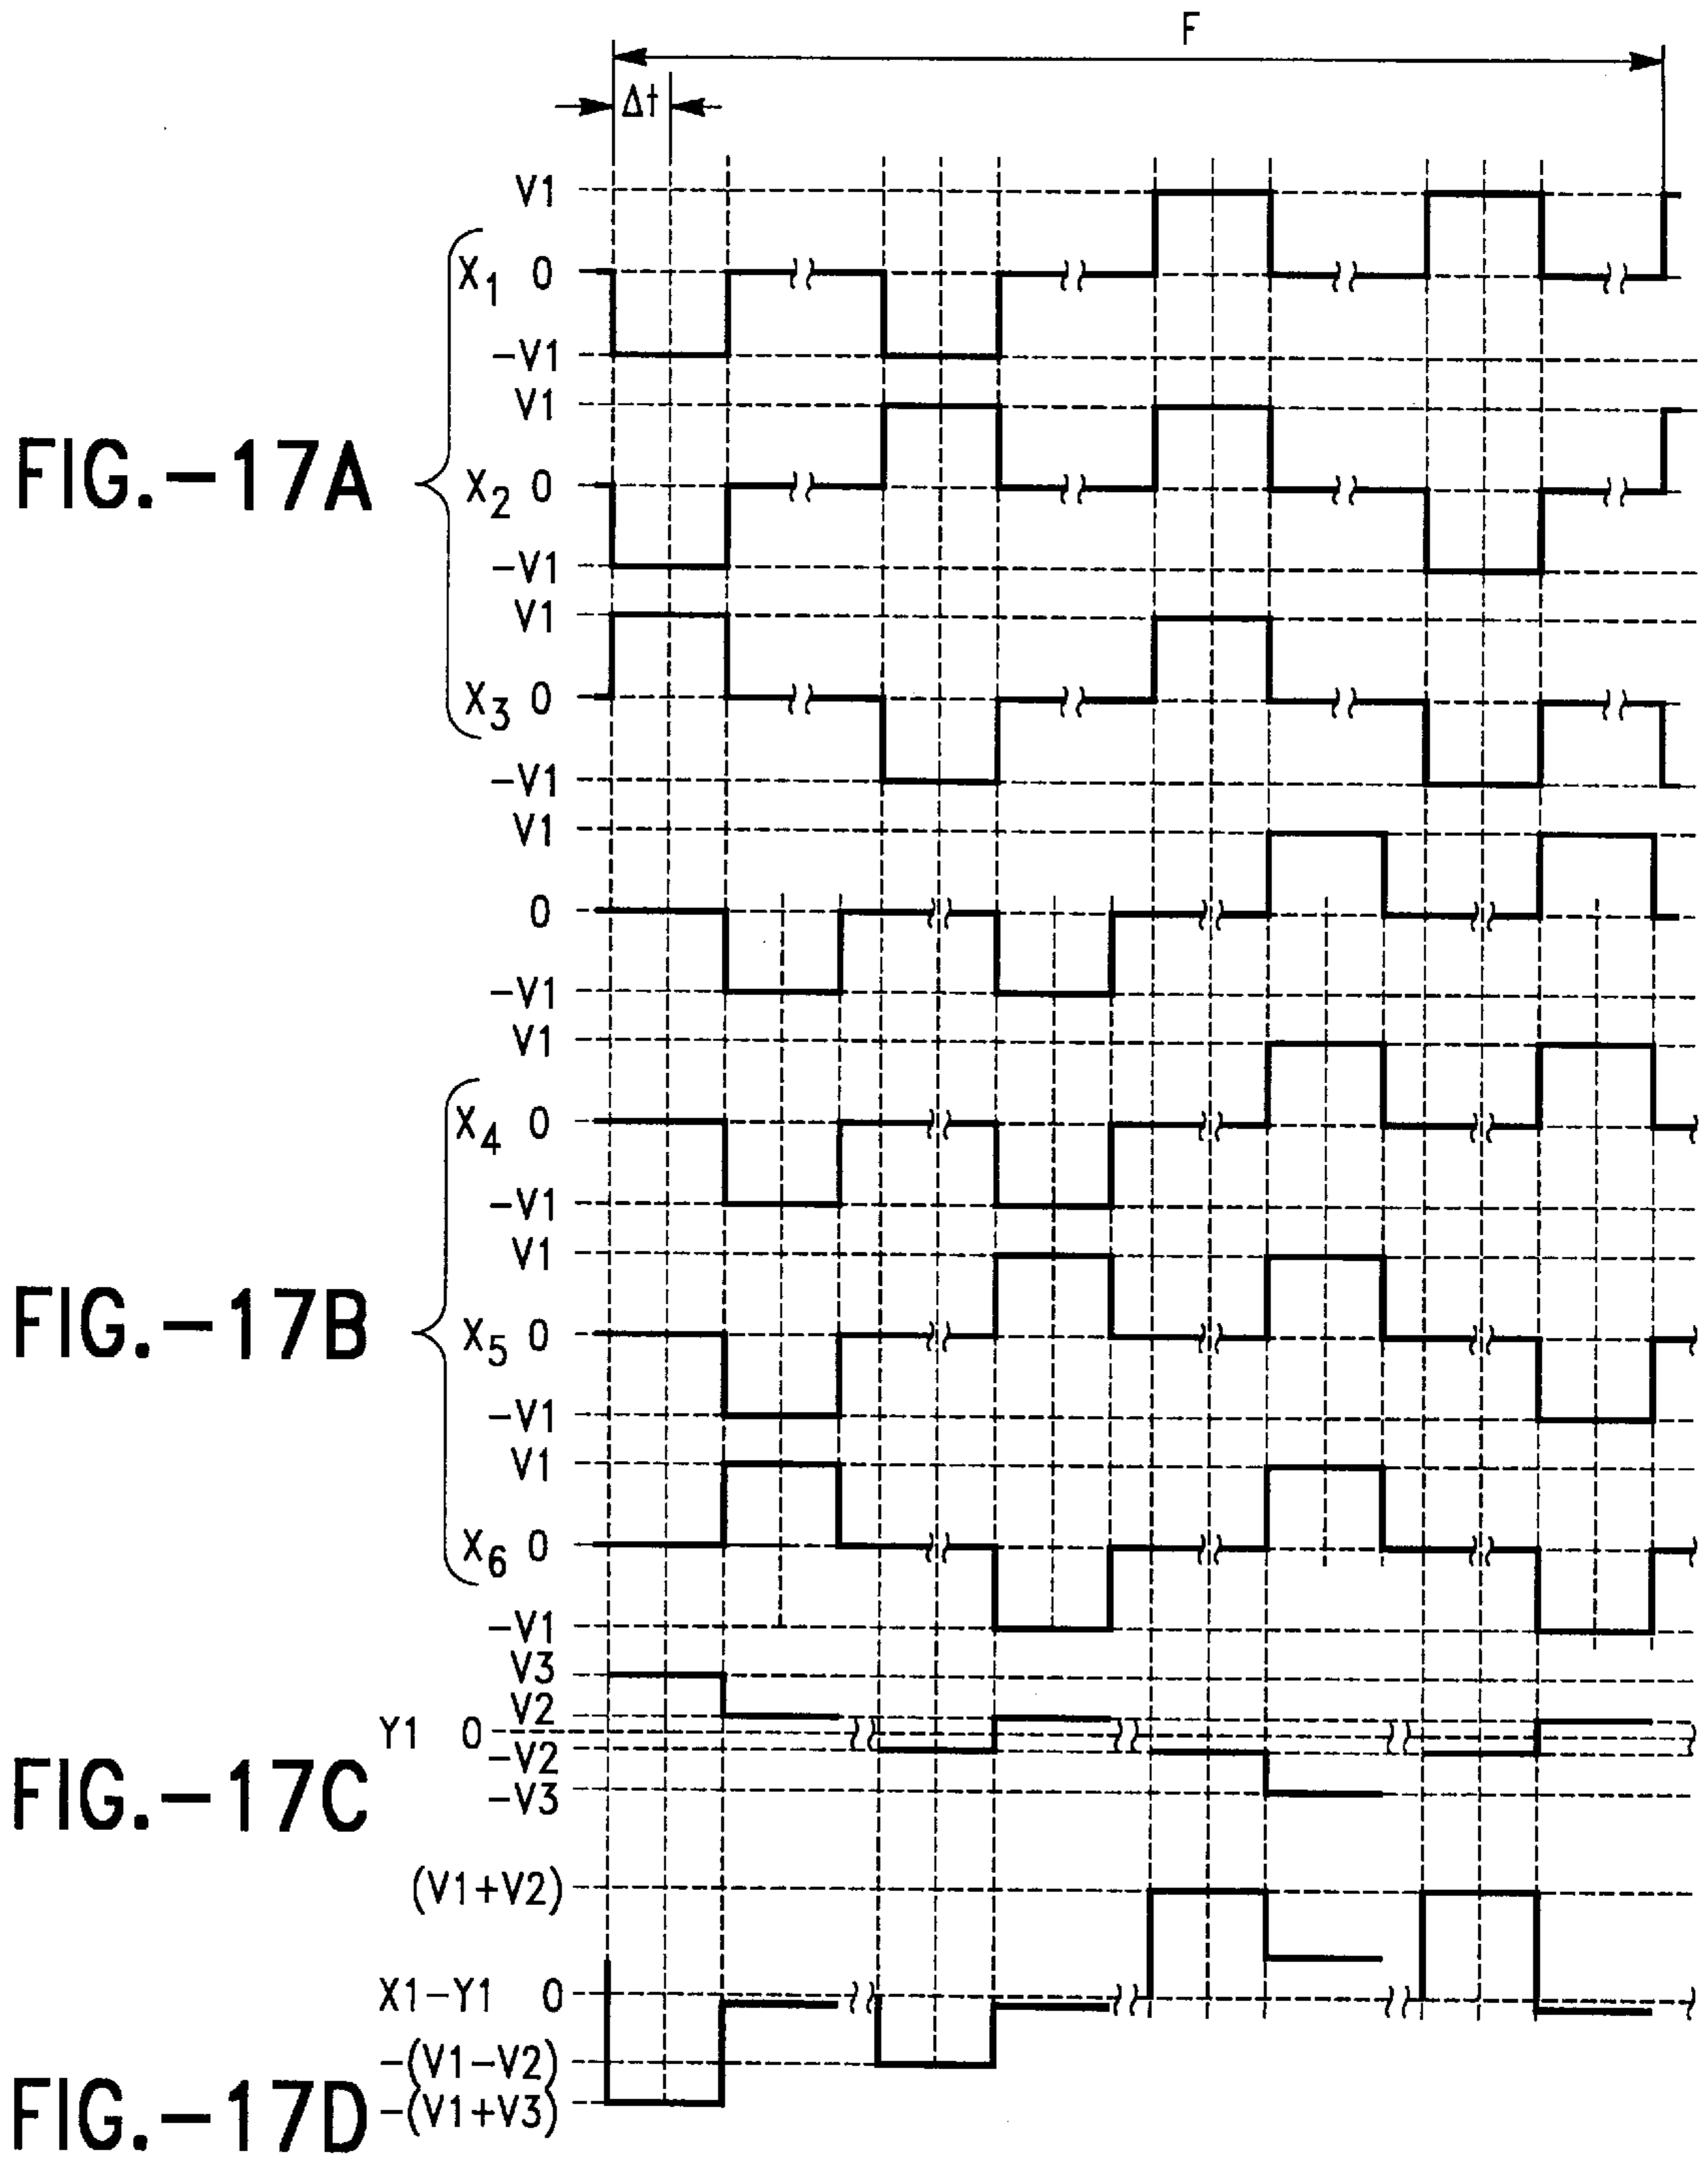 F
Δt
V1
X1 0
-V1
V1
FIG.-17A
X2 0
-V1
V1
X3 0
-V1
V1
0
-V1
V1
X4 0
-V1
V1
FIG.-17B
X5 0
-V1
V1
X6 0
-V1
V3
V2
Y1 0
-V2
FIG.-17C
-V3
(V1+V2)
X1-Y1 0
-(V1-V2)
FIG.-17D
-(V1+V3)